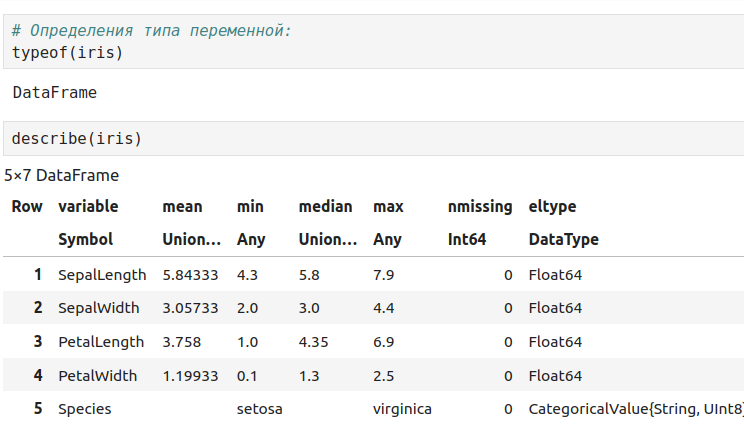 # Определения типа переменной:
typeof(iris)
DataFrame
describe(iris)
5×7 DataFrame
Row variable mean min median max nmissing eltype
Symbol Union… Any Union… Any Int64 DataType
1 SepalLength 5.84333 4.3 5.8 7.9 0 Float64
2 SepalWidth 3.05733 2.0 3.0 4.4 0 Float64
3 PetalLength 3.758 1.0 4.35 6.9 0 Float64
4 PetalWidth 1.19933 0.1 1.3 2.5 0 Float64
5 Species setosa virginica 0 CategoricalValue{String, UInt8}